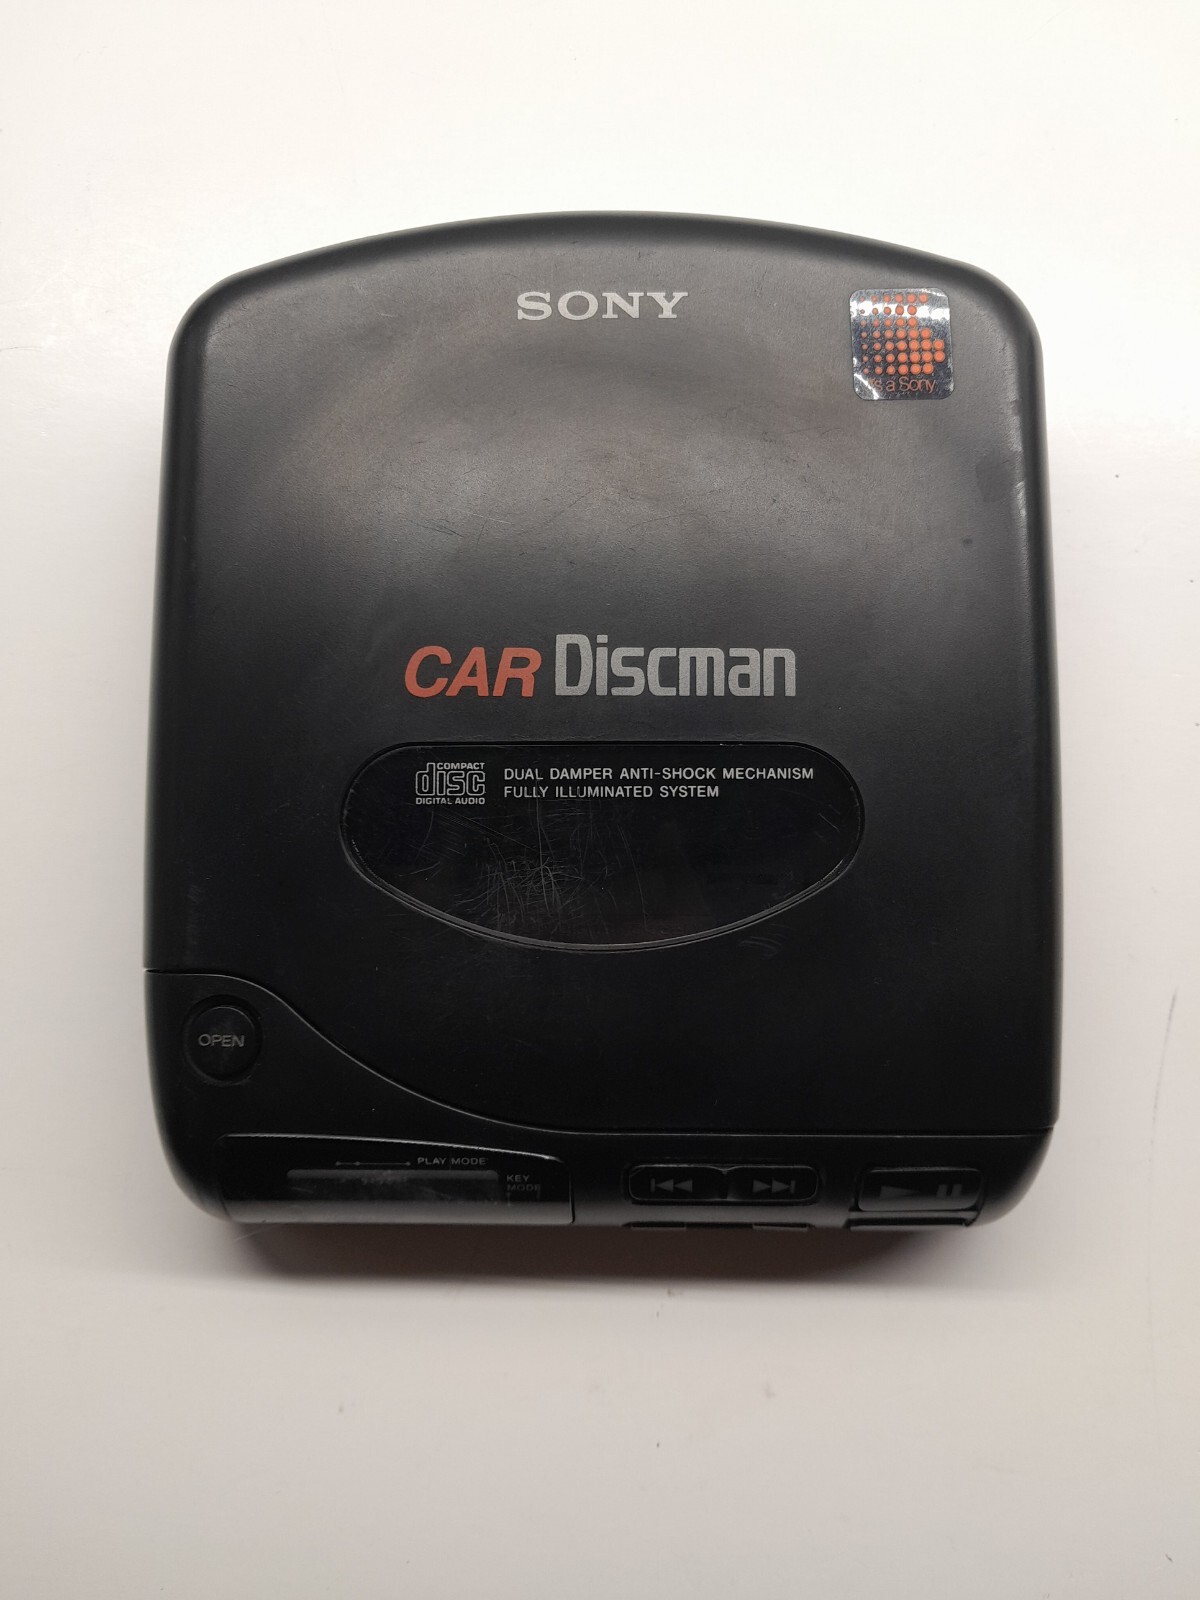 SONY
's a Sony
CAR Discman
COMPACT
disc
DIGITAL AUDIO
DUAL DAMPER ANTI-SHOCK MECHANISM
FULLY ILLUMINATED SYSTEM
OPEN
PLAY MODE
KEY
MODE